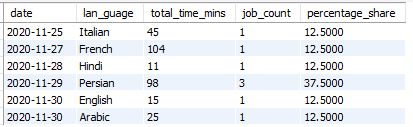 date lan_guage total_time_mins job_count percentage_share
2020-11-25 Italian 45 1 12.5000
2020-11-27 French 104 1 12.5000
2020-11-28 Hindi 11 1 12.5000
2020-11-29 Persian 98 3 37.5000
2020-11-30 English 15 1 12.5000
2020-11-30 Arabic 25 1 12.5000